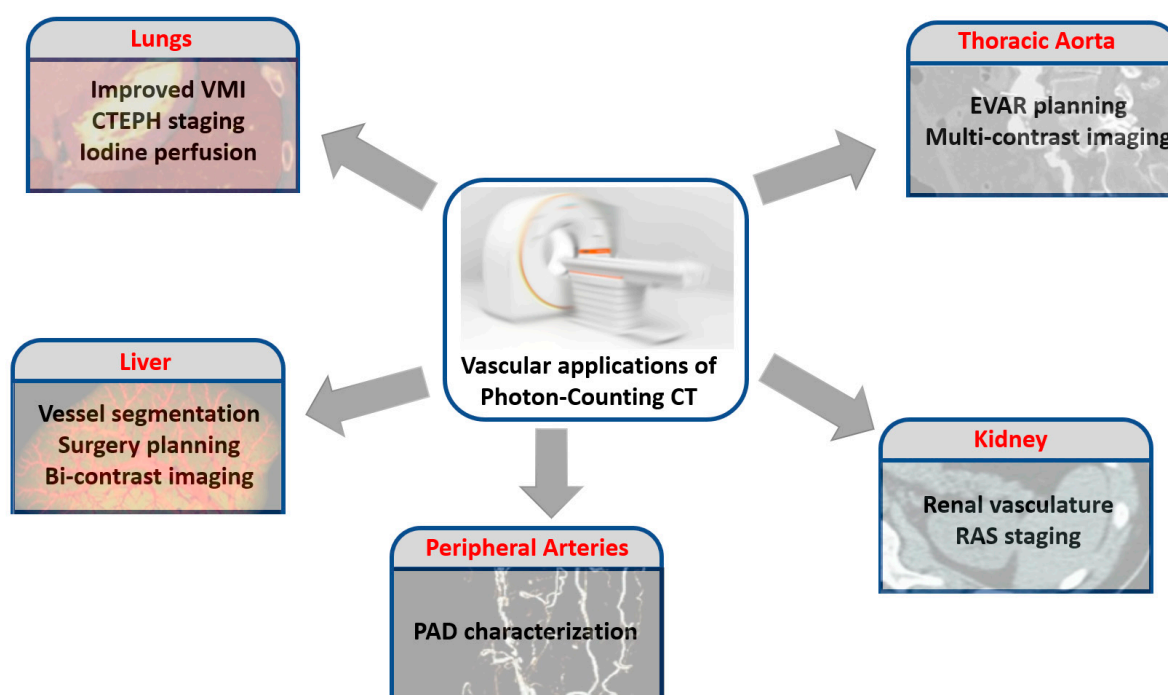 Lungs
Improved VMI
CTEPH staging
Iodine perfusion
Thoracic Aorta
EVAR planning
Multi-contrast imaging
Vascular applications of
Photon-Counting CT
Liver
Vessel segmentation
Surgery planning
Bi-contrast imaging
Kidney
Renal vasculature
RAS staging
Peripheral Arteries
PAD characterization